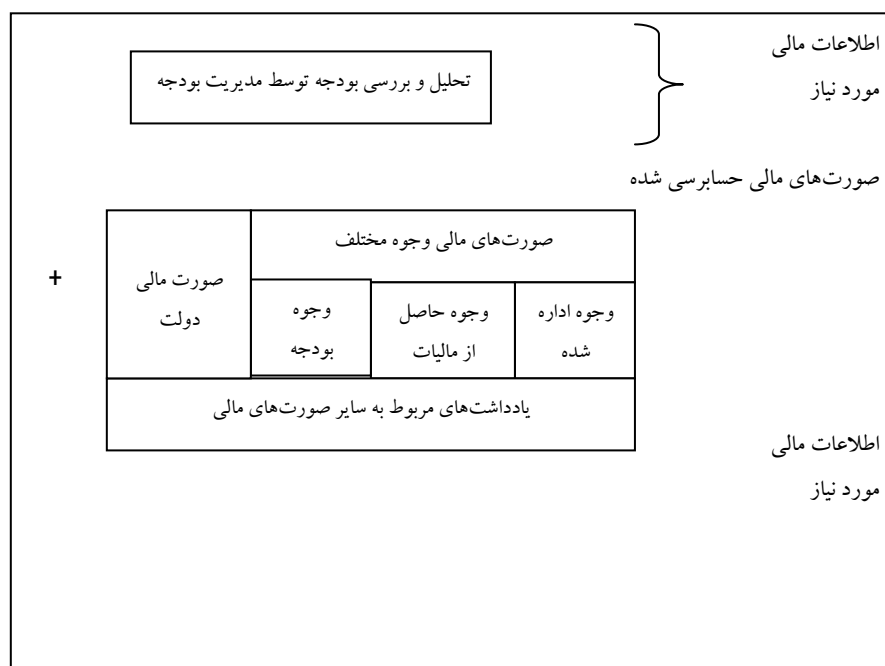 اطلاعات مالی
مورد نیاز
تحلیل و بررسی بودجه توسط مدیریت بودجه
صورت‌های مالی حسابرسی شده
صورت‌های مالی وجوه مختلف
وجوه اداره
شده
وجوه حاصل
از مالیات
وجوه
بودجه
صورت مالی
دولت
+
یادداشت‌های مربوط به سایر صورت‌های مالی
اطلاعات مالی
مورد نیاز